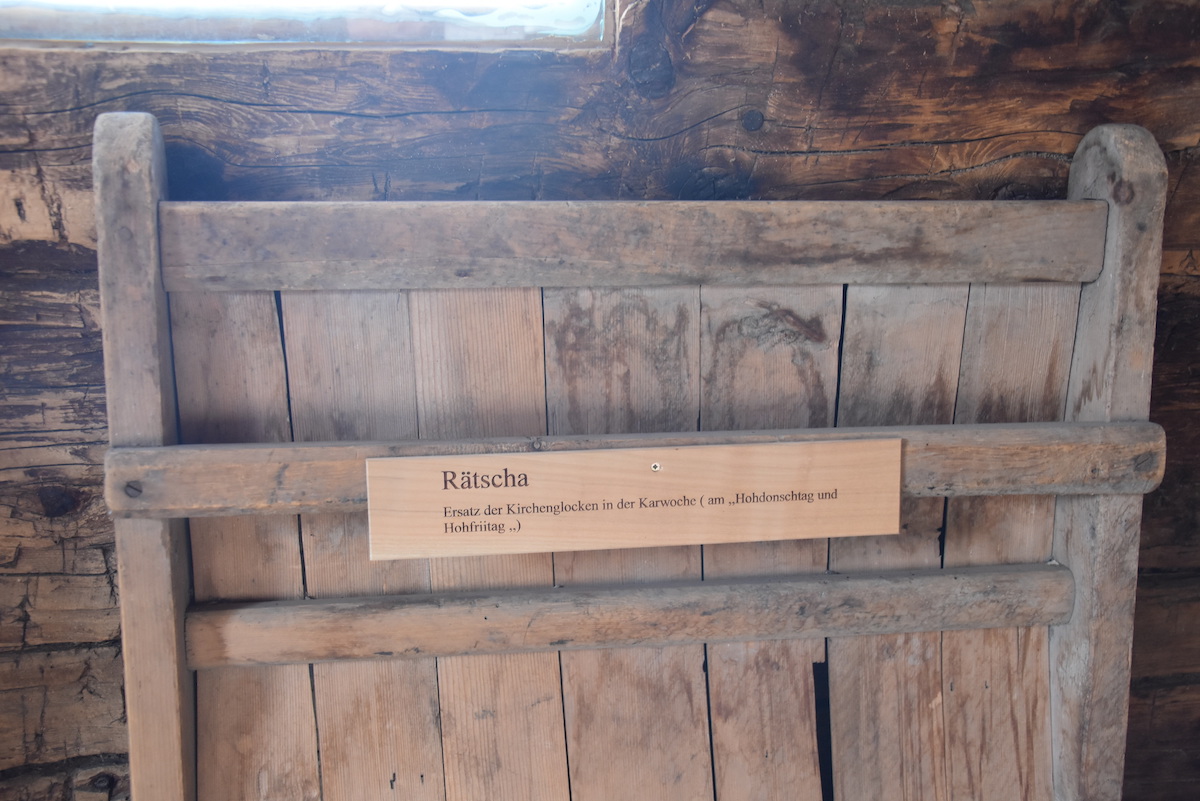 Rätscha
Ersatz der Kirchenglocken in der Karwoche ( am ,,Hohdonschtag und
Hohfriitag ,,)